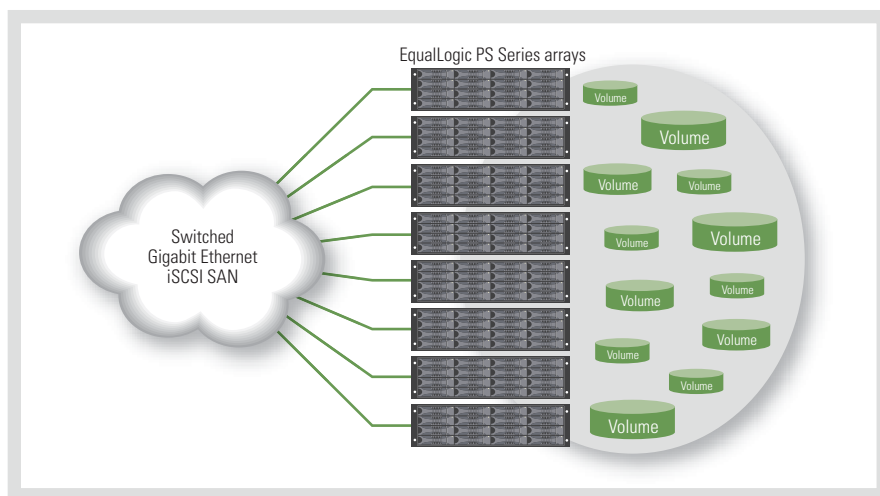 EqualLogic PS Series arrays
Switched
Gigabit Ethernet
iSCSI SAN
Volume
Volume
Volume
Volume
Volume
Volume
Volume
Volume
Volume
Volume
Volume
Volume